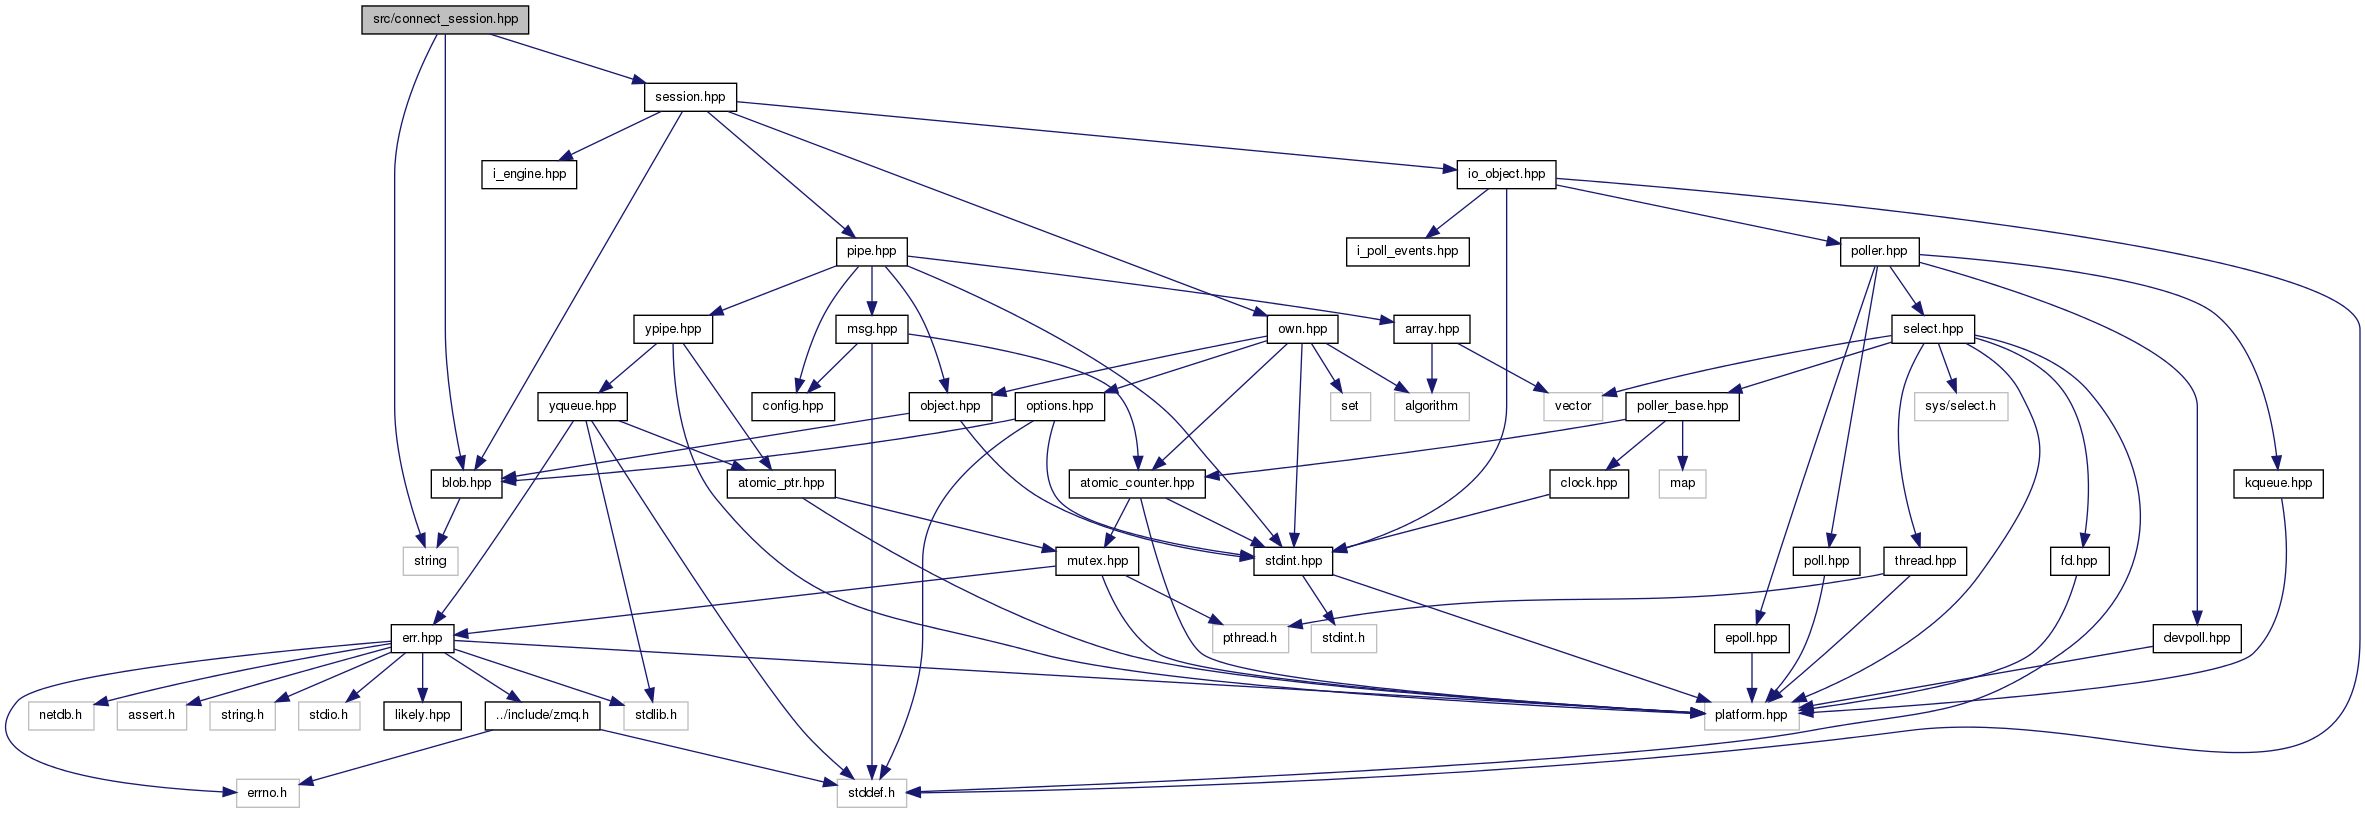 src/connect_session.hpp
session.hpp
i_engine.hpp
io_object.hpp
pipe.hpp
i_poll_events.hpp
poller.hpp
ypipe.hpp
msg.hpp
own.hpp
array.hpp
select.hpp
yqueue.hpp
config.hpp
object.hpp
options.hpp
set
algorithm
vector
poller_base.hpp
sys/select.h
blob.hpp
atomic_ptr.hpp
atomic_counter.hpp
clock.hpp
map
kqueue.hpp
string
mutex.hpp
stdint.hpp
poll.hpp
thread.hpp
fd.hpp
err.hpp
pthread.h
stdint.h
epoll.hpp
devpoll.hpp
netdb.h
assert.h
string.h
stdio.h
likely.hpp
../include/zmq.h
stdlib.h
platform.hpp
errno.h
stddef.h